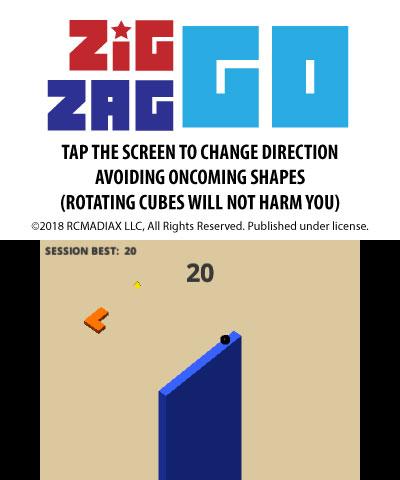 ZIG
ZAG GO
TAP THE SCREEN TO CHANGE DIRECTION
AVOIDING ONCOMING SHAPES
(ROTATING CUBES WILL NOT HARM YOU)
©2018 RCMADIAX LLC, All Rights Reserved. Published under license.
SESSION BEST: 20
20